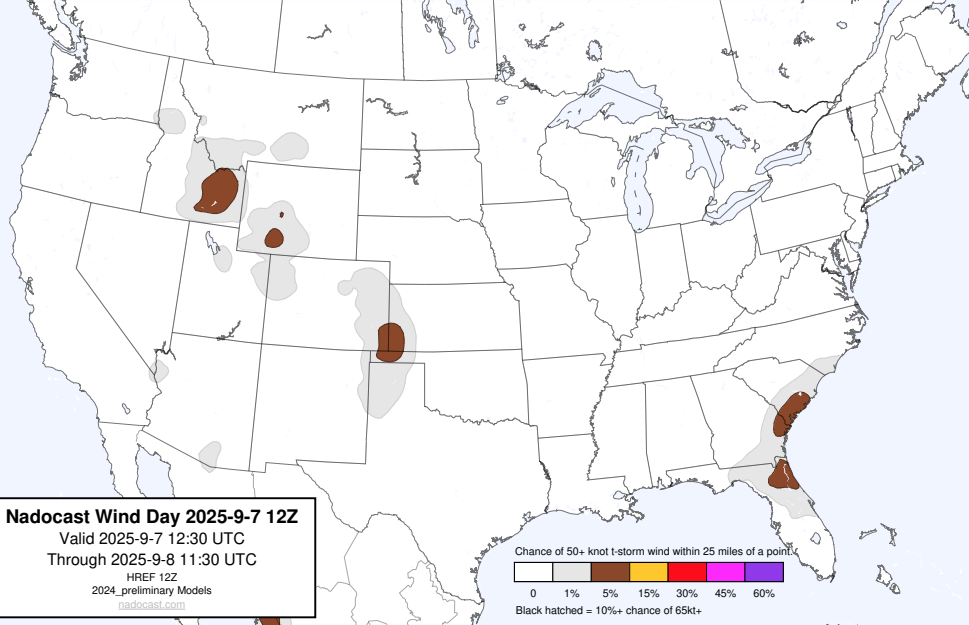 Nadocast Wind Day 2025-9-7 12Z
Valid 2025-9-7 12:30 UTC
Through 2025-9-8 11:30 UTC
HREF 12Z
2024_preliminary Models
nadocast.com
Chance of 50+ knot t-storm wind within 25 miles of a point.
0 1% 5% 15% 30% 45% 60%
Black hatched = 10%+ chance of 65kt+